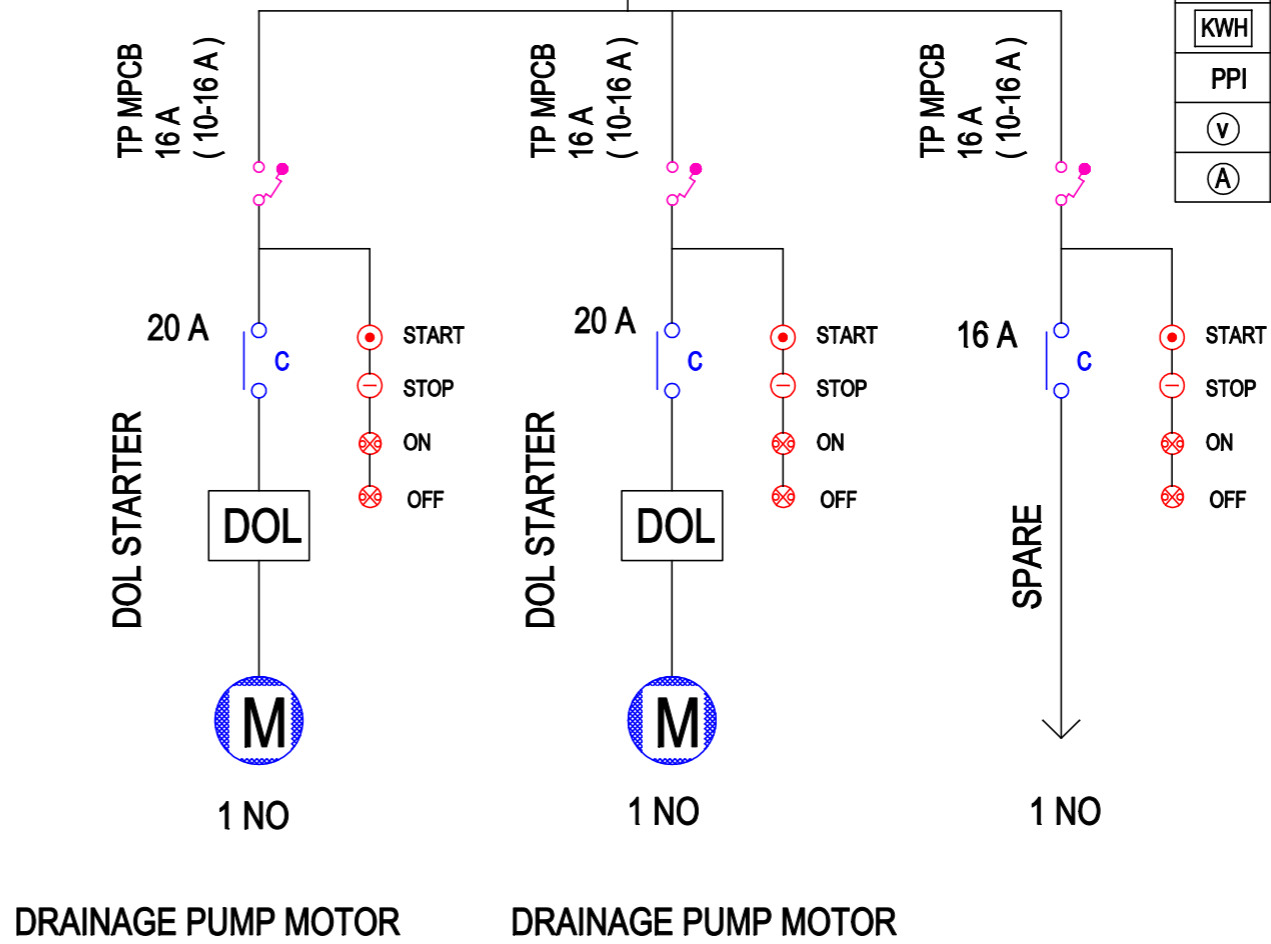 TP MPCB
16 A
( 10-16 A )
20 A
C
START
STOP
ON
OFF
DOL STARTER
DOL
M
1 NO
DRAINAGE PUMP MOTOR
TP MPCB
16 A
( 10-16 A )
20 A
C
START
STOP
ON
OFF
DOL STARTER
DOL
M
1 NO
DRAINAGE PUMP MOTOR
TP MPCB
16 A
( 10-16 A )
16 A
C
START
STOP
ON
OFF
SPARE
1 NO
KWH
PPI
V
A